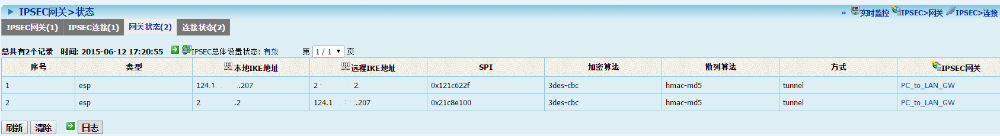 IPSEC网关>状态
» 实时监控 IPSEC>网关 IPSEC>连接
IPSEC网关(1) IPSEC连接(1) 网关状态(2) 连接状态(2)
总共有2个记录 时间: 2015-06-12 17:20:55 IPSEC总体设置状态: 有效 第 1 / 1 页
序号 类型 本地IKE地址 远程IKE地址 SPI 加密算法 散列算法 方式 IPSEC网关
1 esp 124.1 .207 2 2. 0x121c622f 3des-cbc hmac-md5 tunnel PC_to_LAN_GW
2 esp 2 .2 124.1 .207 0x21c8e100 3des-cbc hmac-md5 tunnel PC_to_LAN_GW
刷新 清除 日志